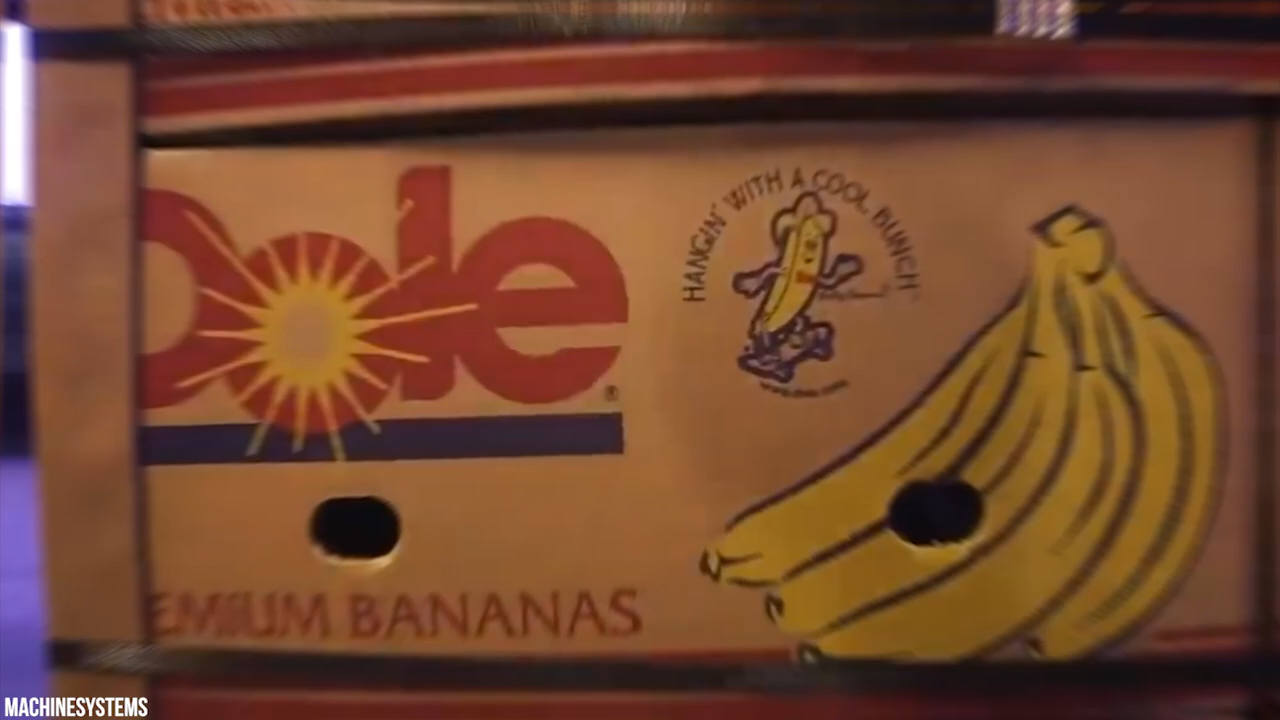 Dole
®
HANGIN' WITH A COOL BUNCH
EMIUM BANANAS
MACHINESYSTEMS